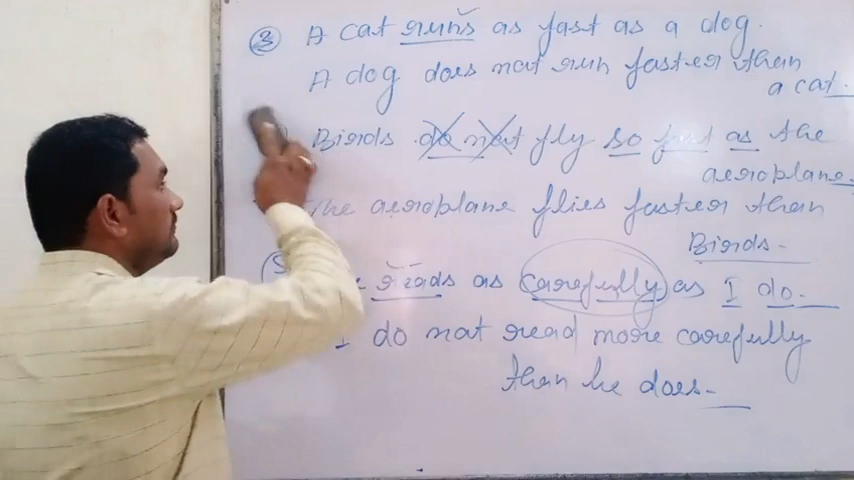 3 A cat runs as fast as a dog.
A dog does not run faster than
a cat.
Birds do not fly so fast as the
aeroplane.
The aeroplane flies faster than
Birds.
5 reads as carefully as I do.
I do not read more carefully
than he does.